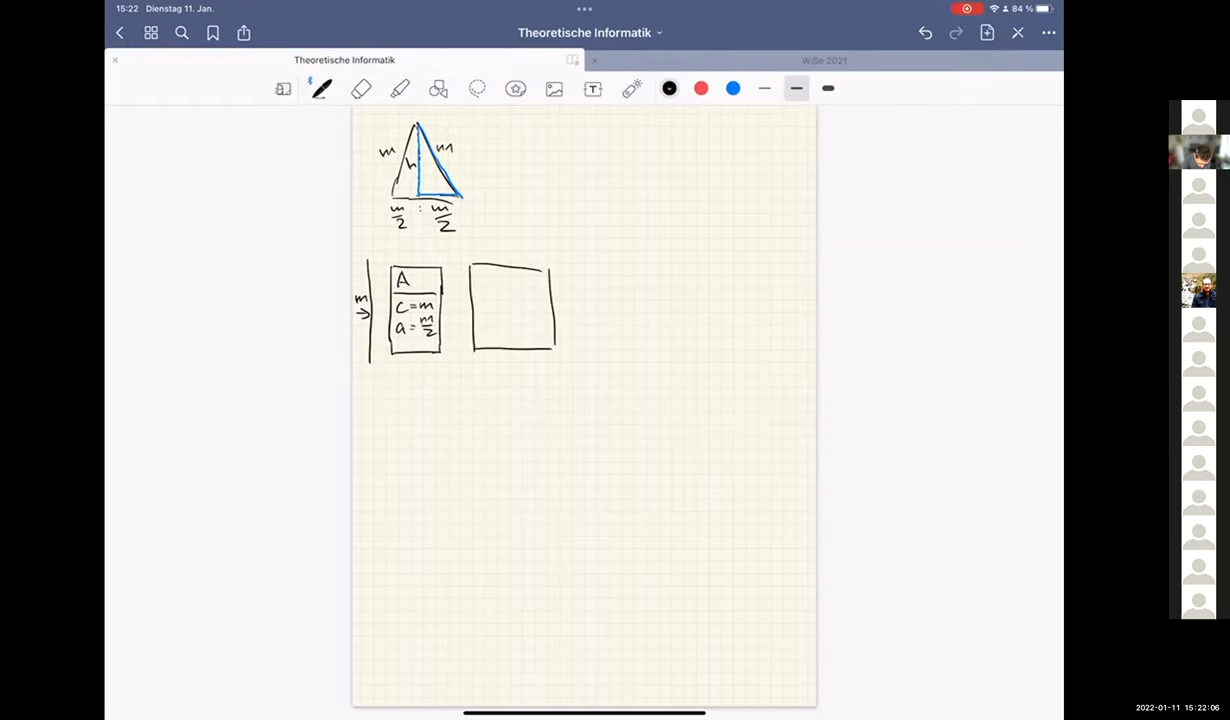 15:22 Dienstag 11. Jan. 84 %
Theoretische Informatik
Theoretische Informatik WiSe 2021
m h m
m/2 : m/2
m → A
c = m
a = m/2
2022-01-11 15:22:06